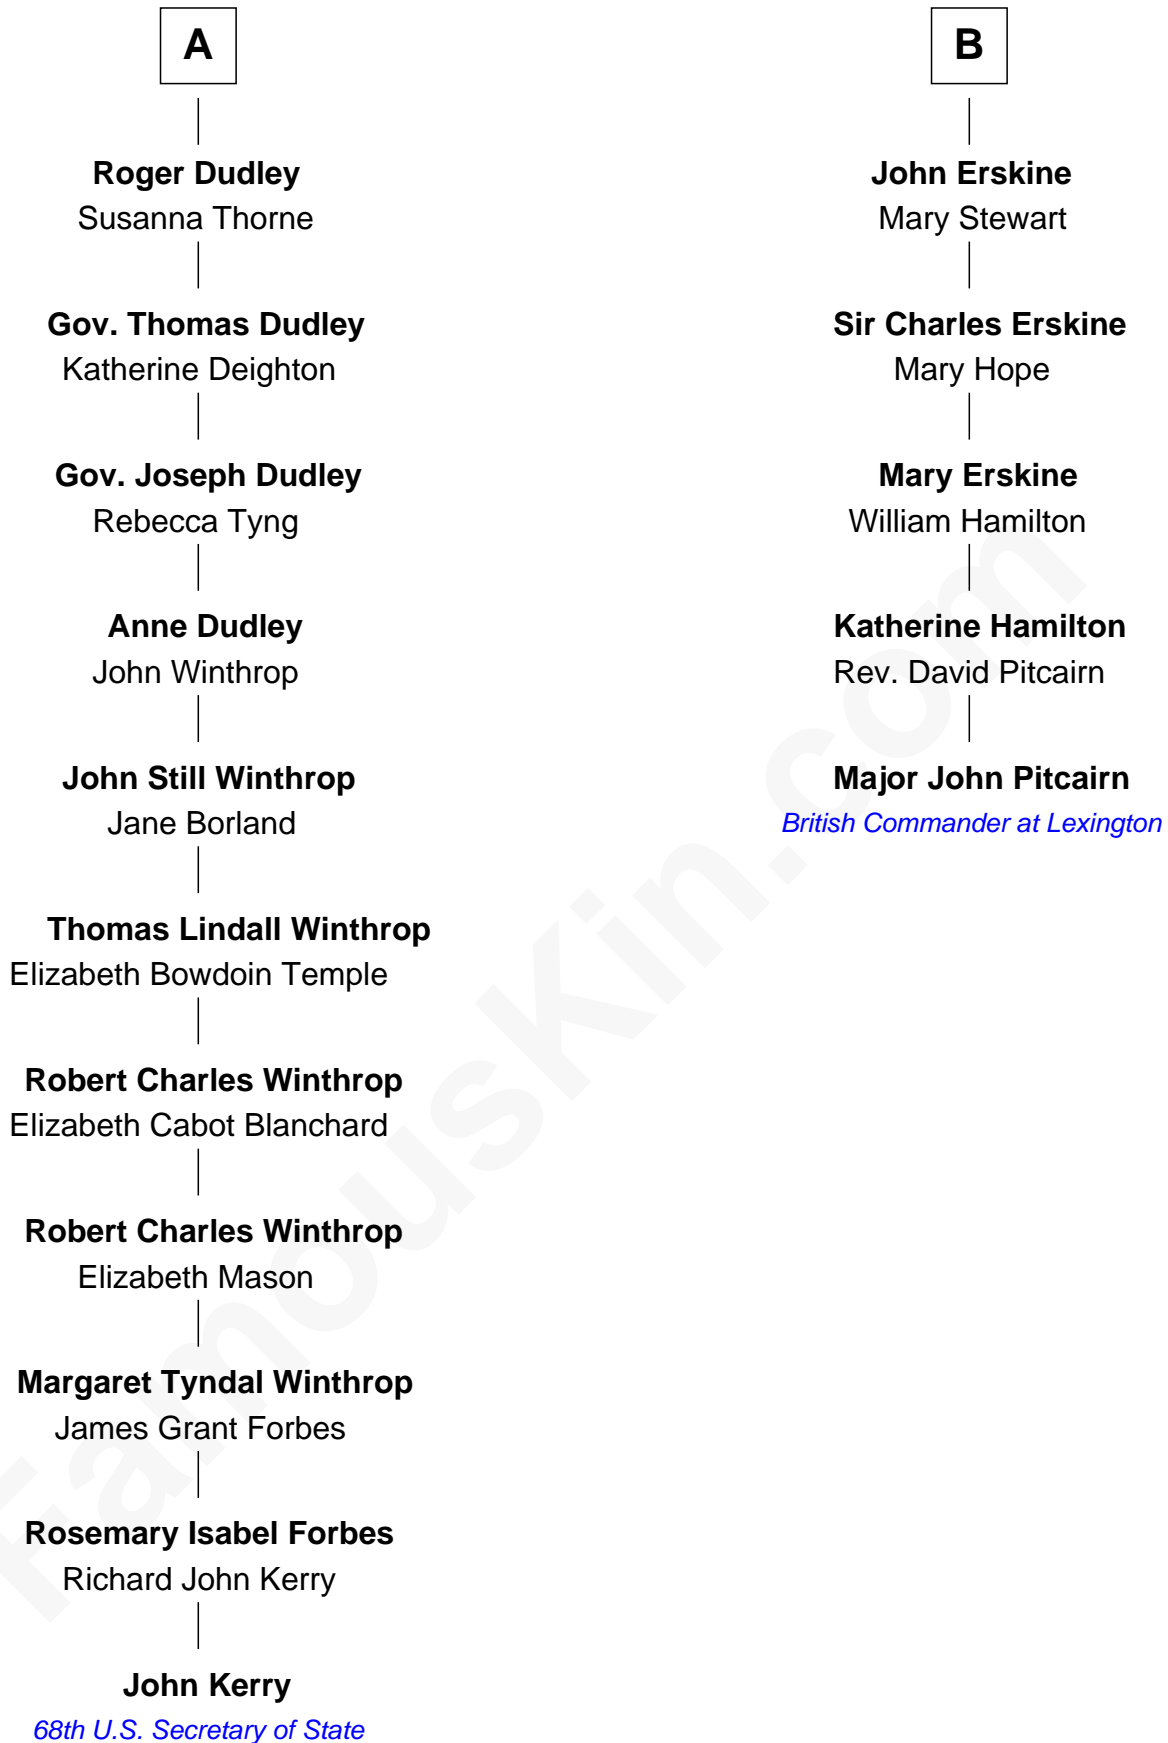 A
Roger Dudley
Susanna Thorne
Gov. Thomas Dudley
Katherine Deighton
Gov. Joseph Dudley
Rebecca Tyng
Anne Dudley
John Winthrop
John Still Winthrop
Jane Borland
Thomas Lindall Winthrop
Elizabeth Bowdoin Temple
Robert Charles Winthrop
Elizabeth Cabot Blanchard
Robert Charles Winthrop
Elizabeth Mason
Margaret Tyndal Winthrop
James Grant Forbes
Rosemary Isabel Forbes
Richard John Kerry
John Kerry
68th U.S. Secretary of State
B
John Erskine
Mary Stewart
Sir Charles Erskine
Mary Hope
Mary Erskine
William Hamilton
Katherine Hamilton
Rev. David Pitcairn
Major John Pitcairn
British Commander at Lexington
FamousKin.com